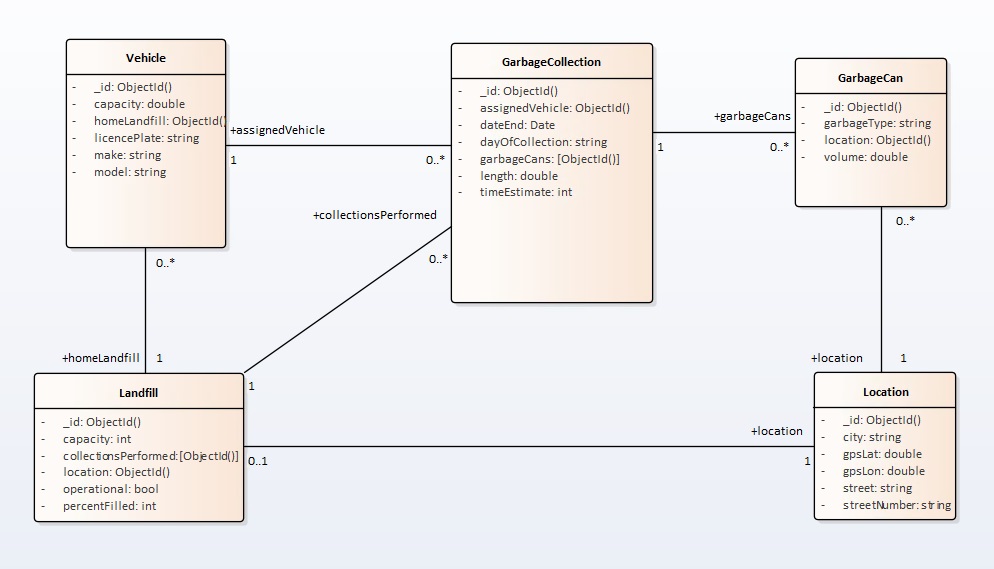 Vehicle
- _id: ObjectId()
- capacity: double
- homeLandfill: ObjectId()
- licencePlate: string
- make: string
- model: string
GarbageCollection
- _id: ObjectId()
- assignedVehicle: ObjectId()
- dateEnd: Date
- dayOfCollection: string
- garbageCans: [ObjectId()]
- length: double
- timeEstimate: int
GarbageCan
- _id: ObjectId()
- garbageType: string
- location: ObjectId()
- volume: double
+assignedVehicle
1
0..*
+garbageCans
1
0..*
+collectionsPerformed
0..*
1
0..*
+homeLandfill
1
0..*
+location
1
Landfill
- _id: ObjectId()
- capacity: int
- collectionsPerformed:[ObjectId()]
- location: ObjectId()
- operational: bool
- percentFilled: int
+location
0..1
1
Location
- _id: ObjectId()
- city: string
- gpsLat: double
- gpsLon: double
- street: string
- streetNumber: string